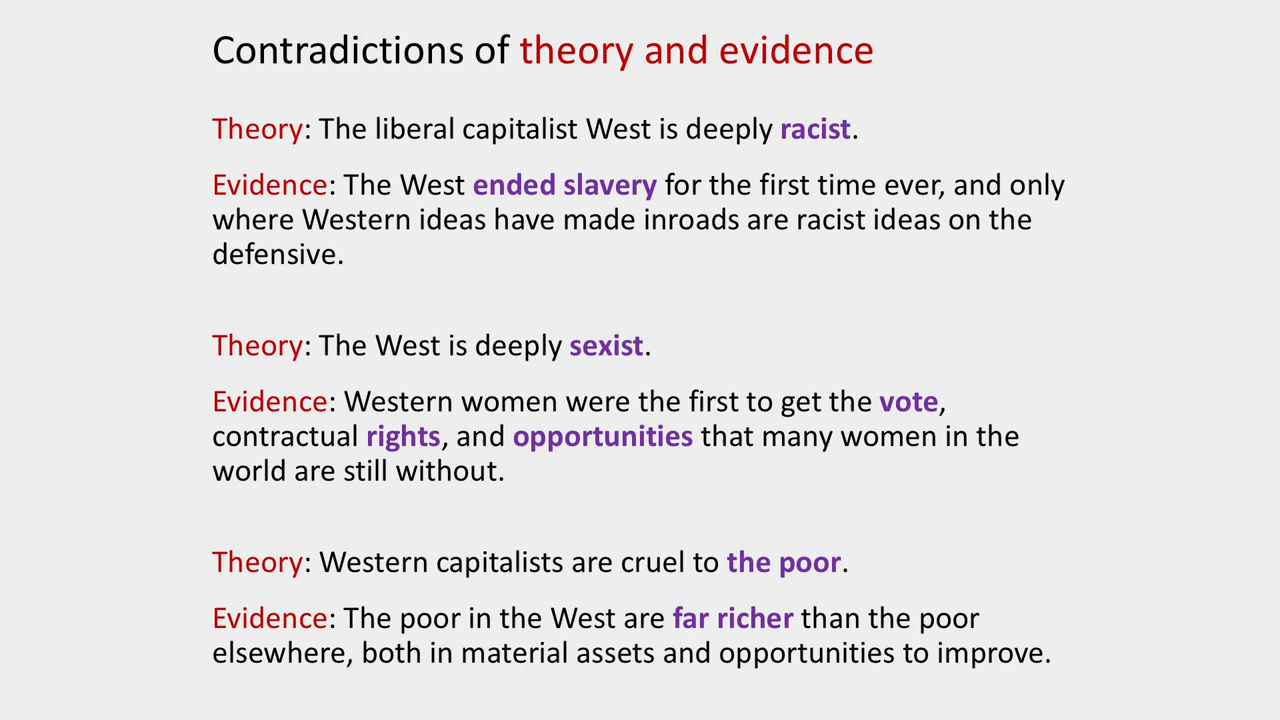 Contradictions of theory and evidence
Theory: The liberal capitalist West is deeply racist.
Evidence: The West ended slavery for the first time ever, and only
where Western ideas have made inroads are racist ideas on the
defensive.
Theory: The West is deeply sexist.
Evidence: Western women were the first to get the vote,
contractual rights, and opportunities that many women in the
world are still without.
Theory: Western capitalists are cruel to the poor.
Evidence: The poor in the West are far richer than the poor
elsewhere, both in material assets and opportunities to improve.